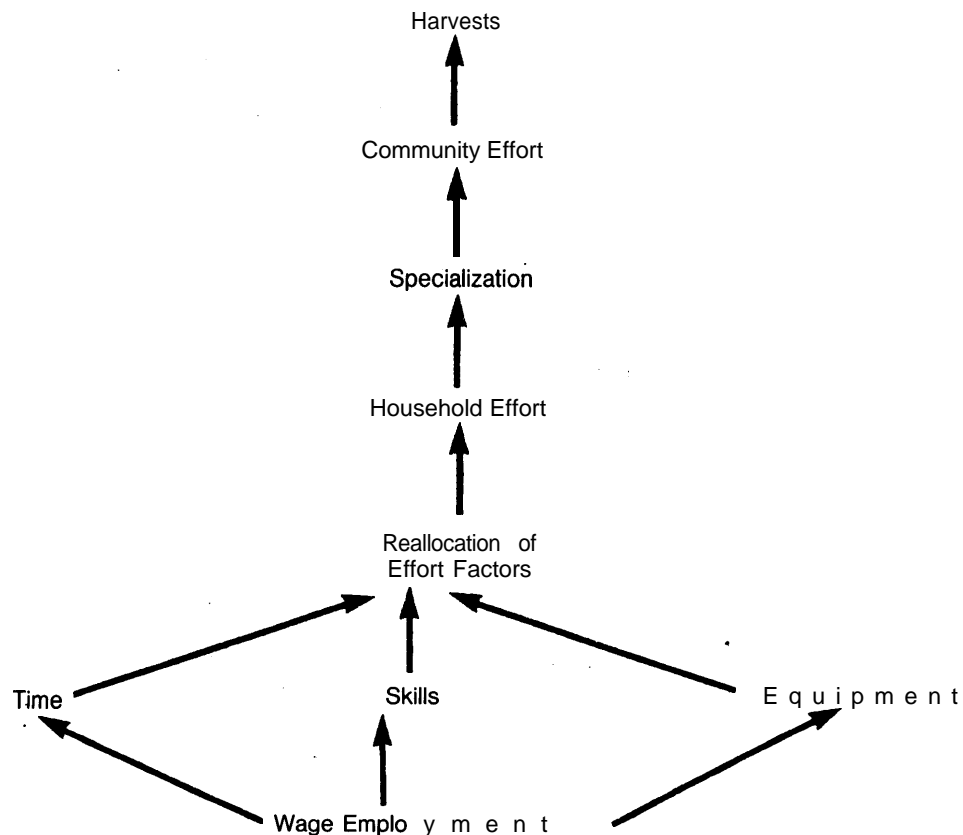 Harvests
Community Effort
Specialization
Household Effort
Reallocation of
Effort Factors
Time
Skills
Equipment
Wage Employment